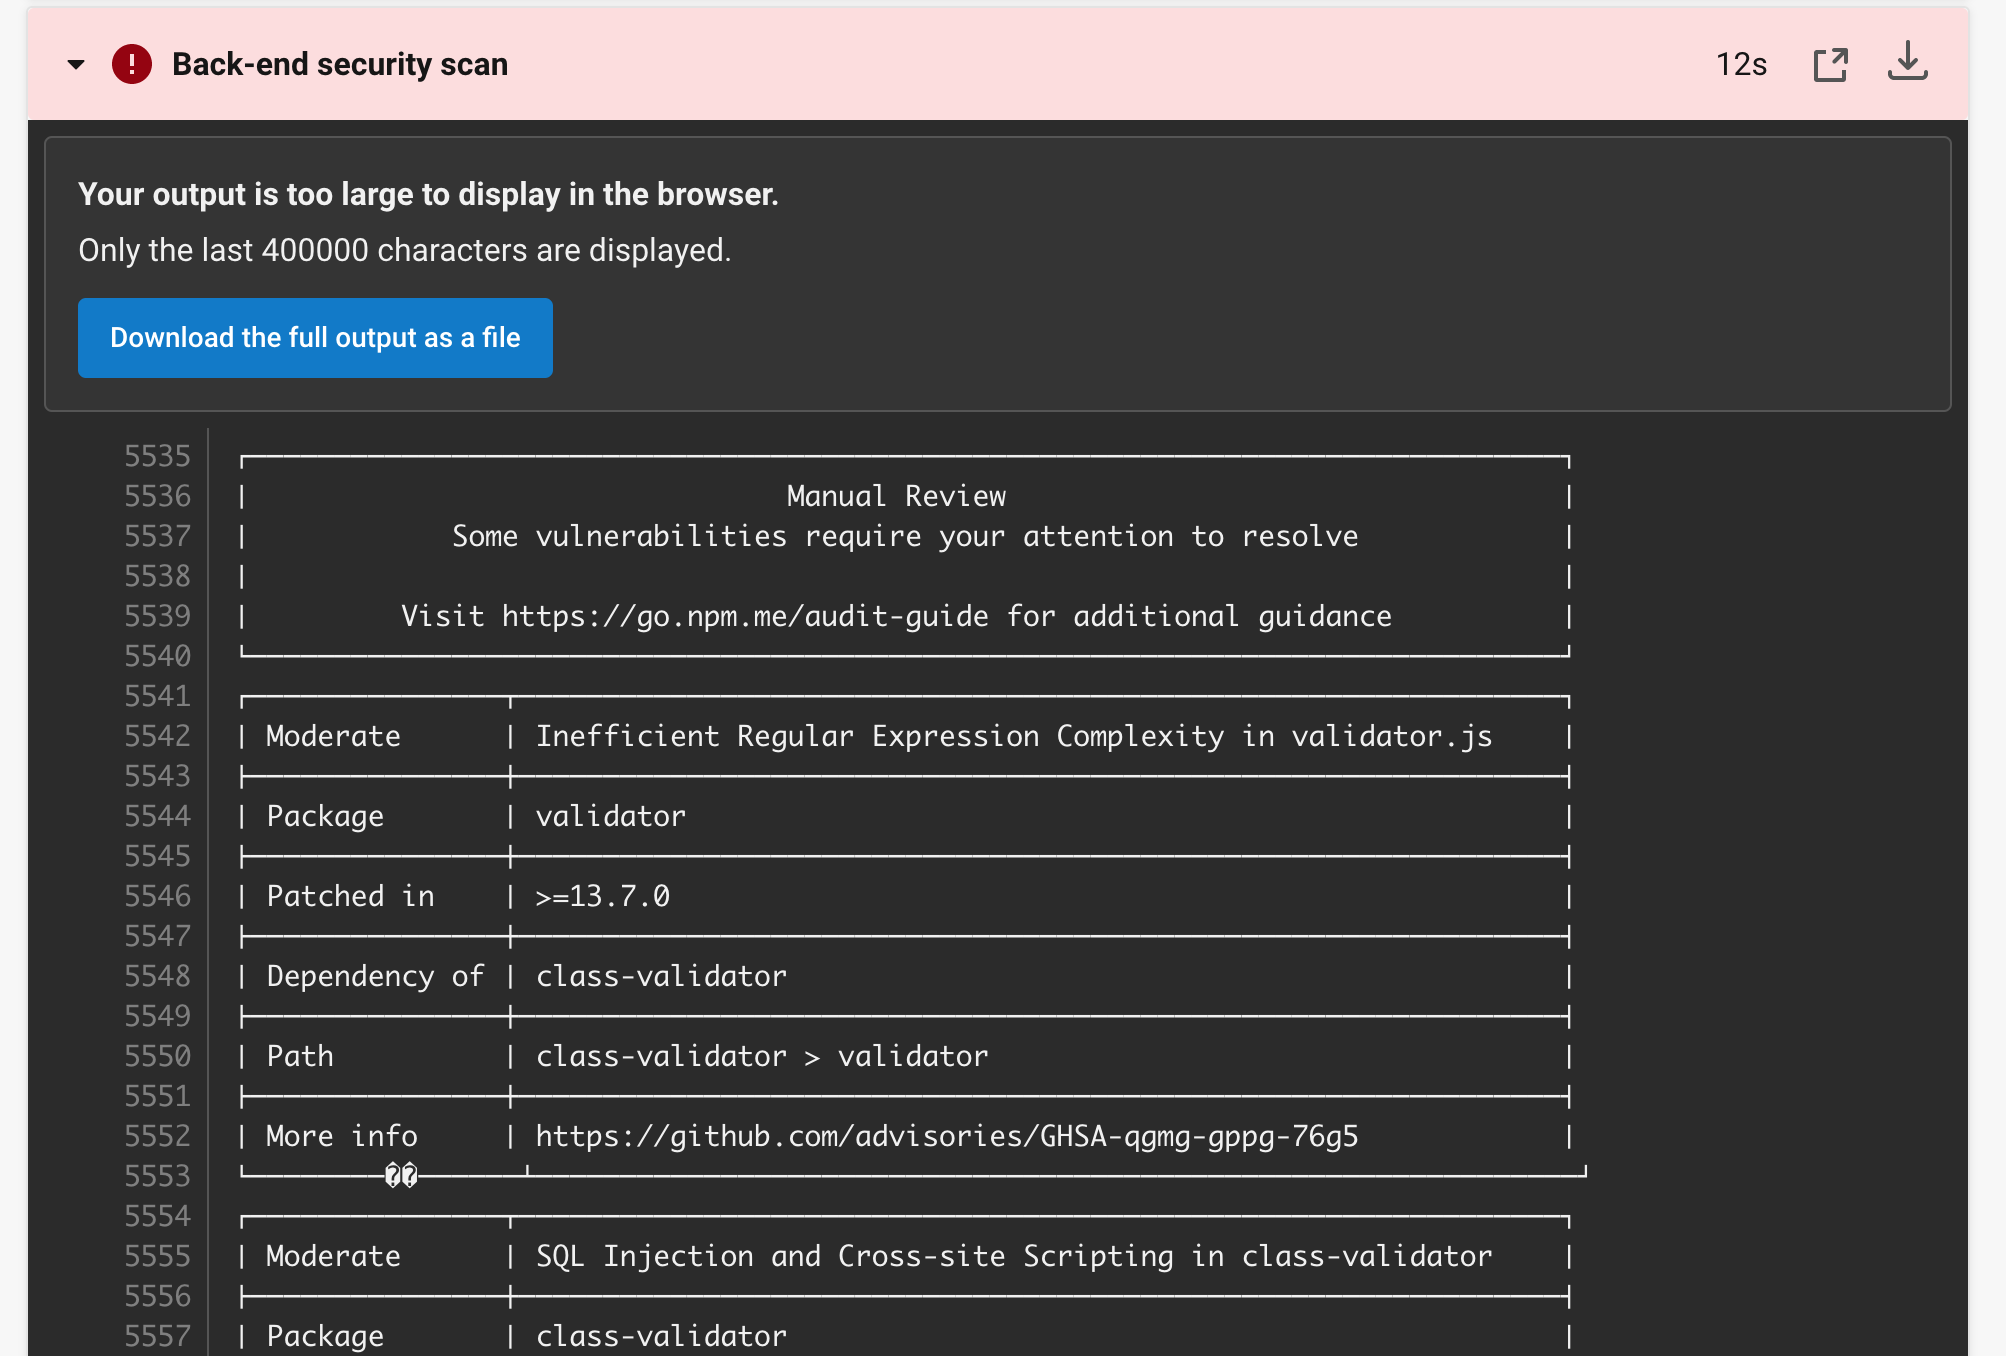 Back-end security scan
12s
Your output is too large to display in the browser.
Only the last 400000 characters are displayed.
Download the full output as a file
5535
5536 | Manual Review |
5537 | Some vulnerabilities require your attention to resolve |
5538 | |
5539 | Visit https://go.npm.me/audit-guide for additional guidance |
5540
5541
5542 | Moderate | Inefficient Regular Expression Complexity in validator.js |
5543
5544 | Package | validator |
5545
5546 | Patched in | >=13.7.0 |
5547
5548 | Dependency of | class-validator |
5549
5550 | Path | class-validator > validator |
5551
5552 | More info | https://github.com/advisories/GHSA-qgmg-gppg-76g5 |
5553 ��
5554
5555 | Moderate | SQL Injection and Cross-site Scripting in class-validator |
5556
5557 | Package | class-validator |